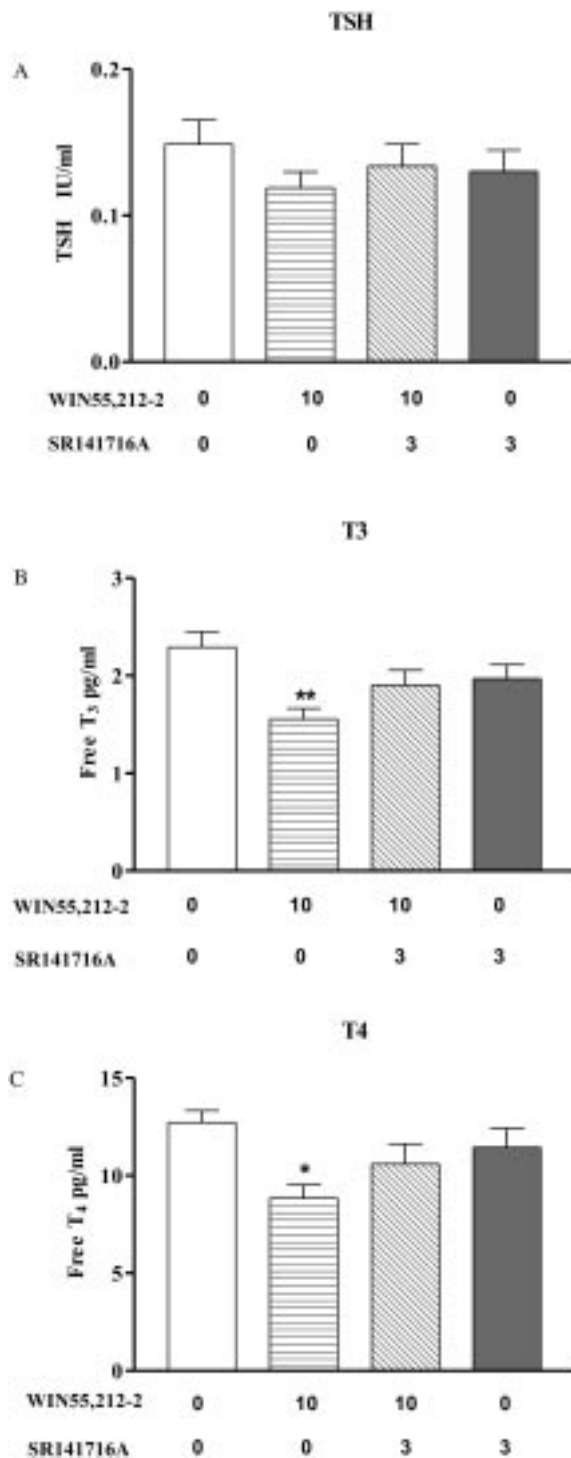 TSH
A
0.2
0.1
0.0
TSH IU/ml
WIN55,212-2 0 10 10 0
SR141716A 0 0 3 3
T3
B
3
2
1
0
Free T₃ pg/ml
**
WIN55,212-2 0 10 10 0
SR141716A 0 0 3 3
T4
C
15
10
5
0
Free T₄ pg/ml
*
WIN55,212-2 0 10 10 0
SR141716A 0 0 3 3